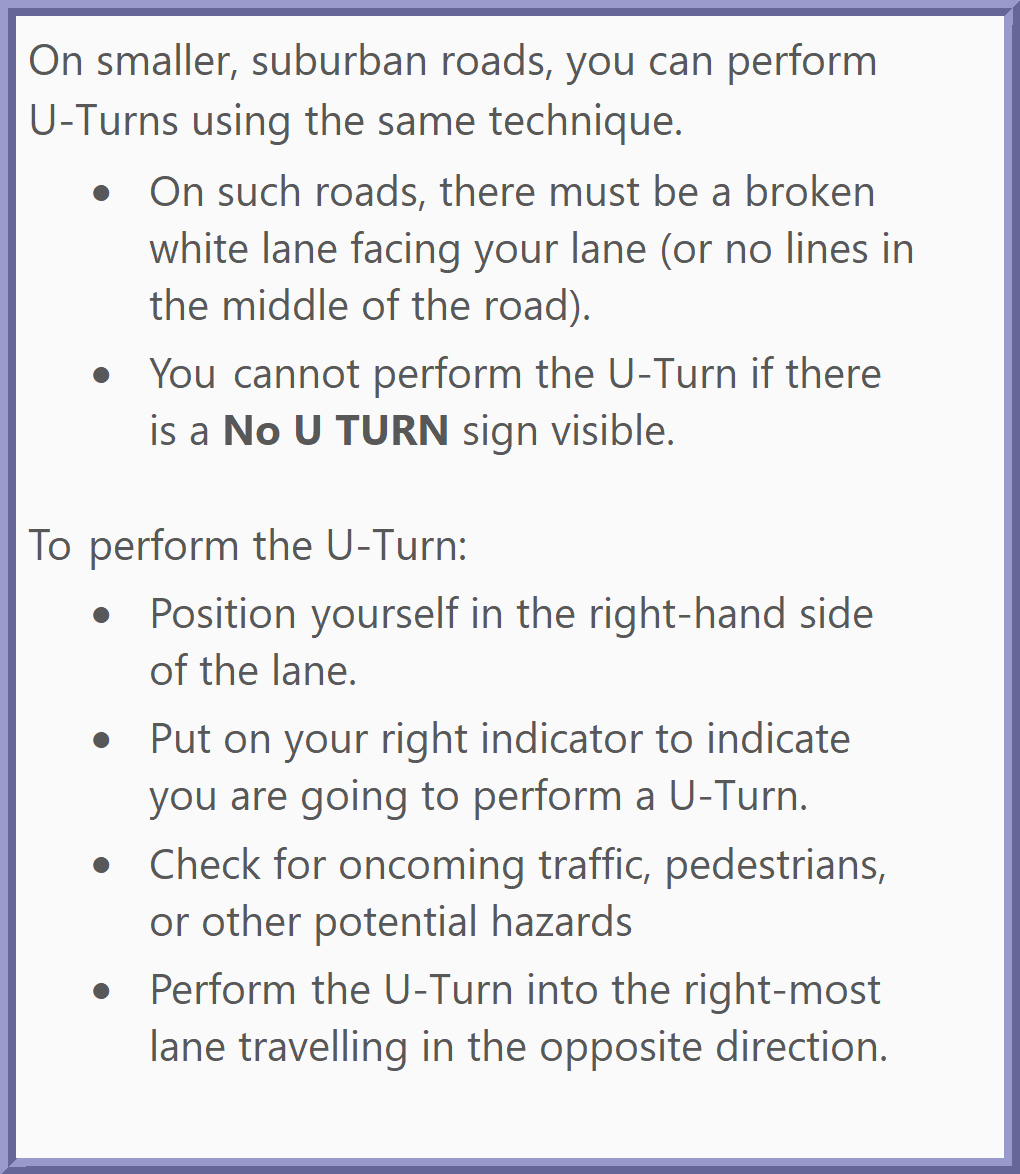 On smaller, suburban roads, you can perform
U-Turns using the same technique.
● On such roads, there must be a broken
white lane facing your lane (or no lines in
the middle of the road).
● You cannot perform the U-Turn if there
is a No U TURN sign visible.
To perform the U-Turn:
● Position yourself in the right-hand side
of the lane.
● Put on your right indicator to indicate
you are going to perform a U-Turn.
● Check for oncoming traffic, pedestrians,
or other potential hazards
● Perform the U-Turn into the right-most
lane travelling in the opposite direction.